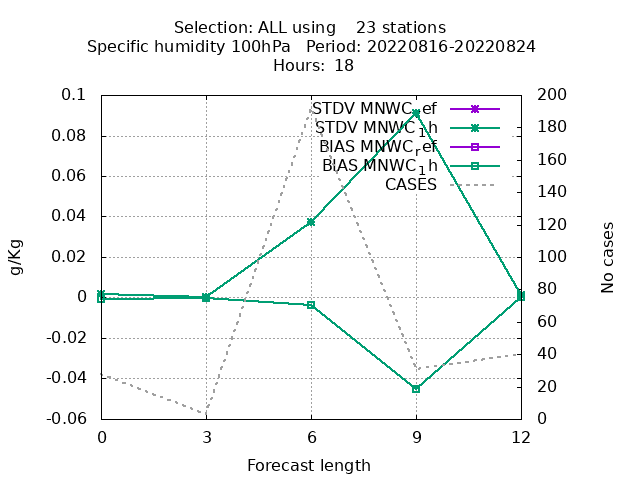 Selection: ALL using    23 stations
Specific humidity 100hPa   Period: 20220816-20220824
Hours:  18
STDV MNWC_ref
STDV MNWC_1h
BIAS MNWC_ref
BIAS MNWC_1h
CASES
0.1
0.08
0.06
0.04
0.02
0
-0.02
-0.04
-0.06
200
180
160
140
120
100
80
60
40
20
0
g/Kg
No cases
0 3 6 9 12
Forecast length